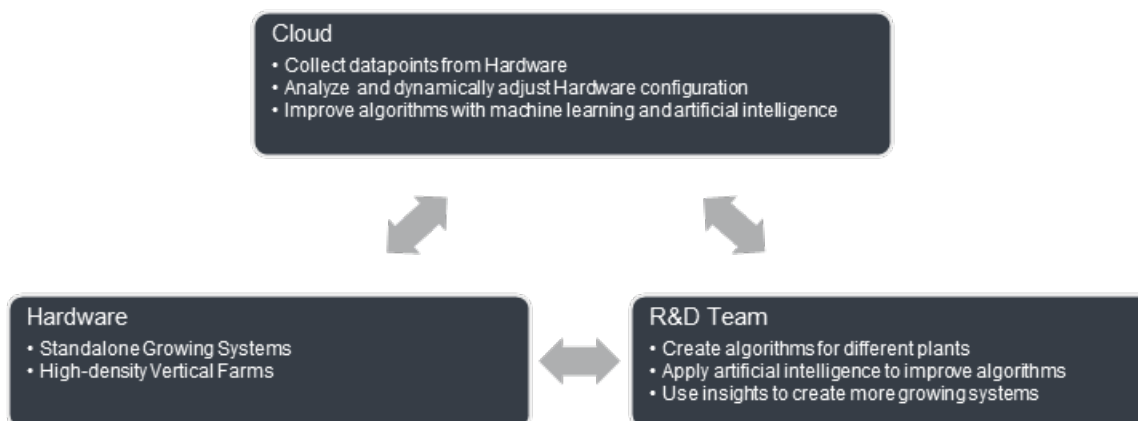 Cloud
• Collect datapoints from Hardware
• Analyze and dynamically adjust Hardware configuration
• Improve algorithms with machine learning and artificial intelligence
Hardware
• Standalone Growing Systems
• High-density Vertical Farms
R&D Team
• Create algorithms for different plants
• Apply artificial intelligence to improve algorithms
• Use insights to create more growing systems